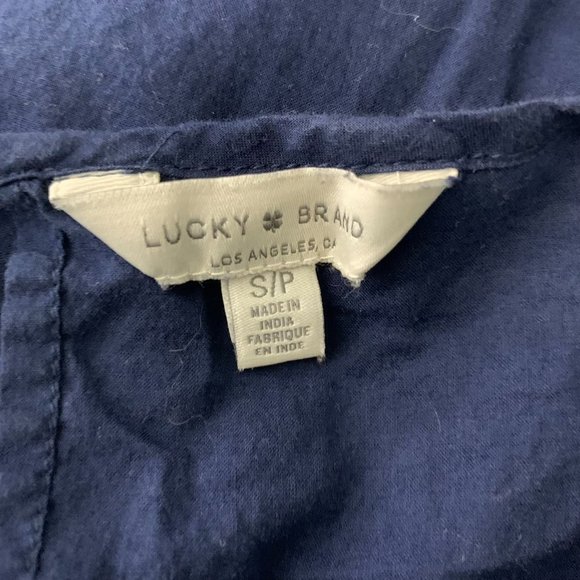 LUCKY BRAND
LOS ANGELES, CA
S/P
MADE IN
INDIA
FABRIQUE
EN INDE